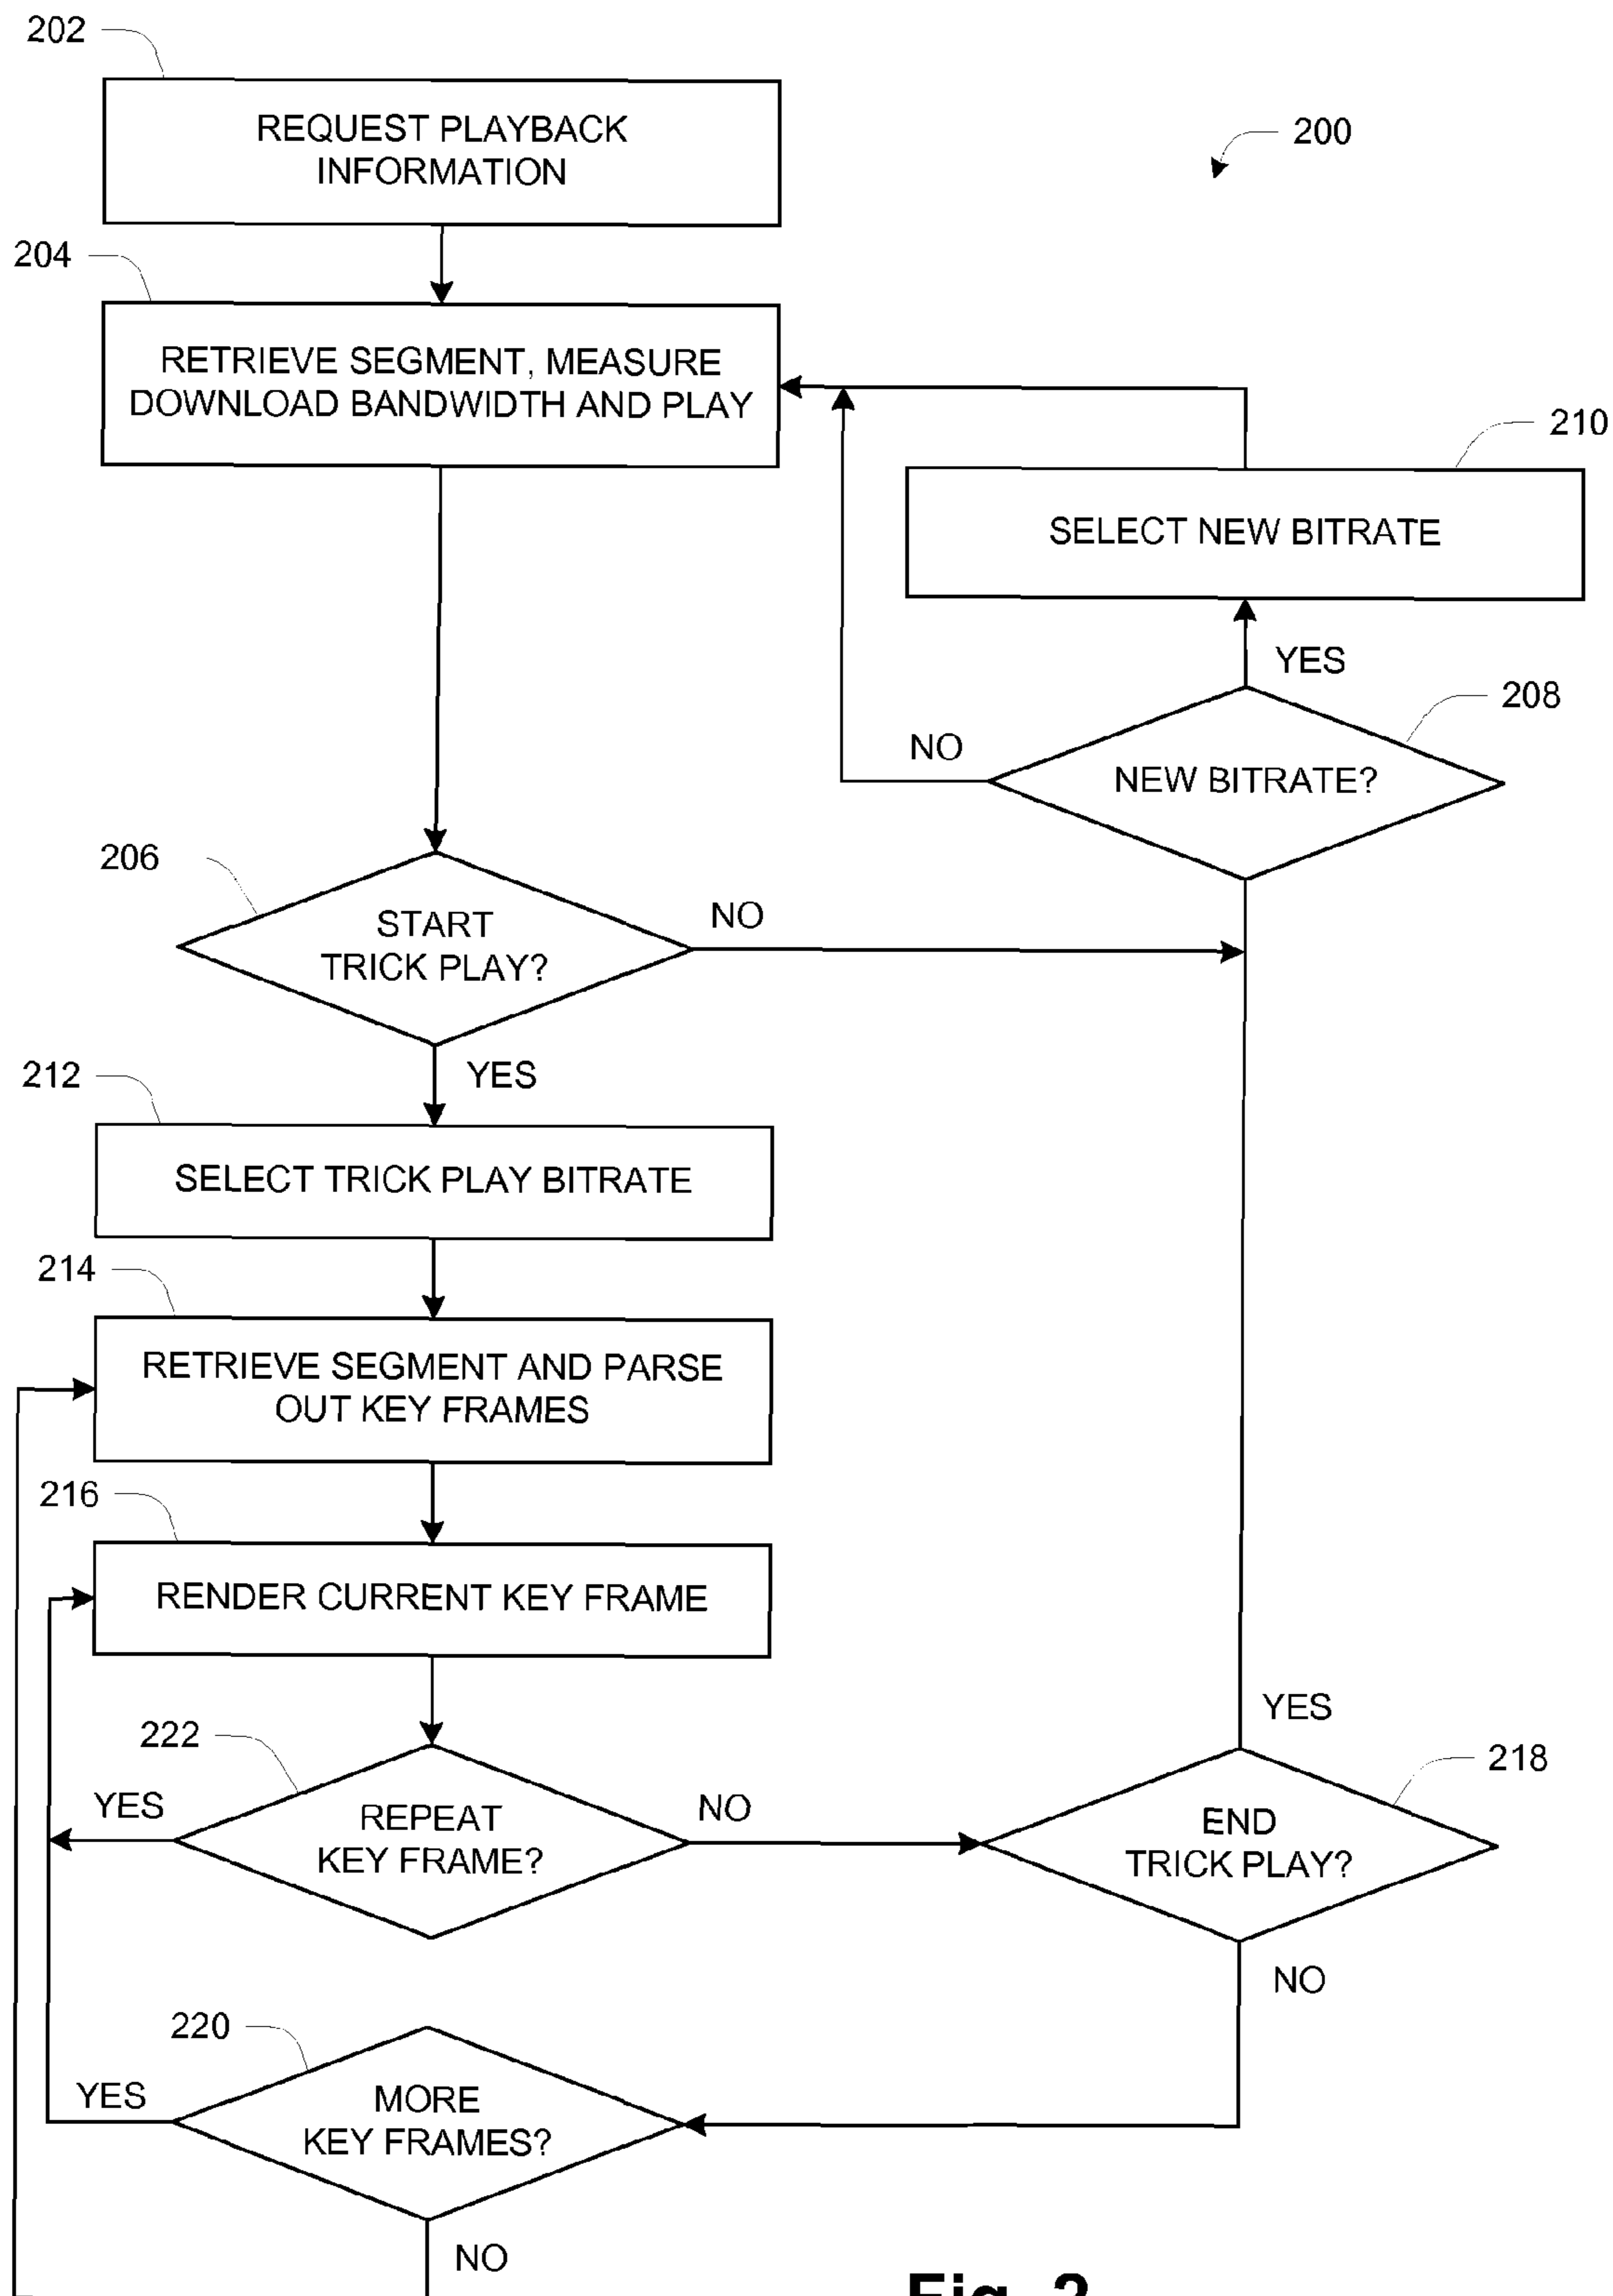 202
REQUEST PLAYBACK
INFORMATION
200
204
RETRIEVE SEGMENT, MEASURE
DOWNLOAD BANDWIDTH AND PLAY
210
SELECT NEW BITRATE
YES
208
NO
NEW BITRATE?
206
START
TRICK PLAY?
NO
YES
212
SELECT TRICK PLAY BITRATE
214
RETRIEVE SEGMENT AND PARSE
OUT KEY FRAMES
216
RENDER CURRENT KEY FRAME
YES
222
218
YES
REPEAT
KEY FRAME?
NO
END
TRICK PLAY?
NO
220
YES
MORE
KEY FRAMES?
NO
Fig. 2